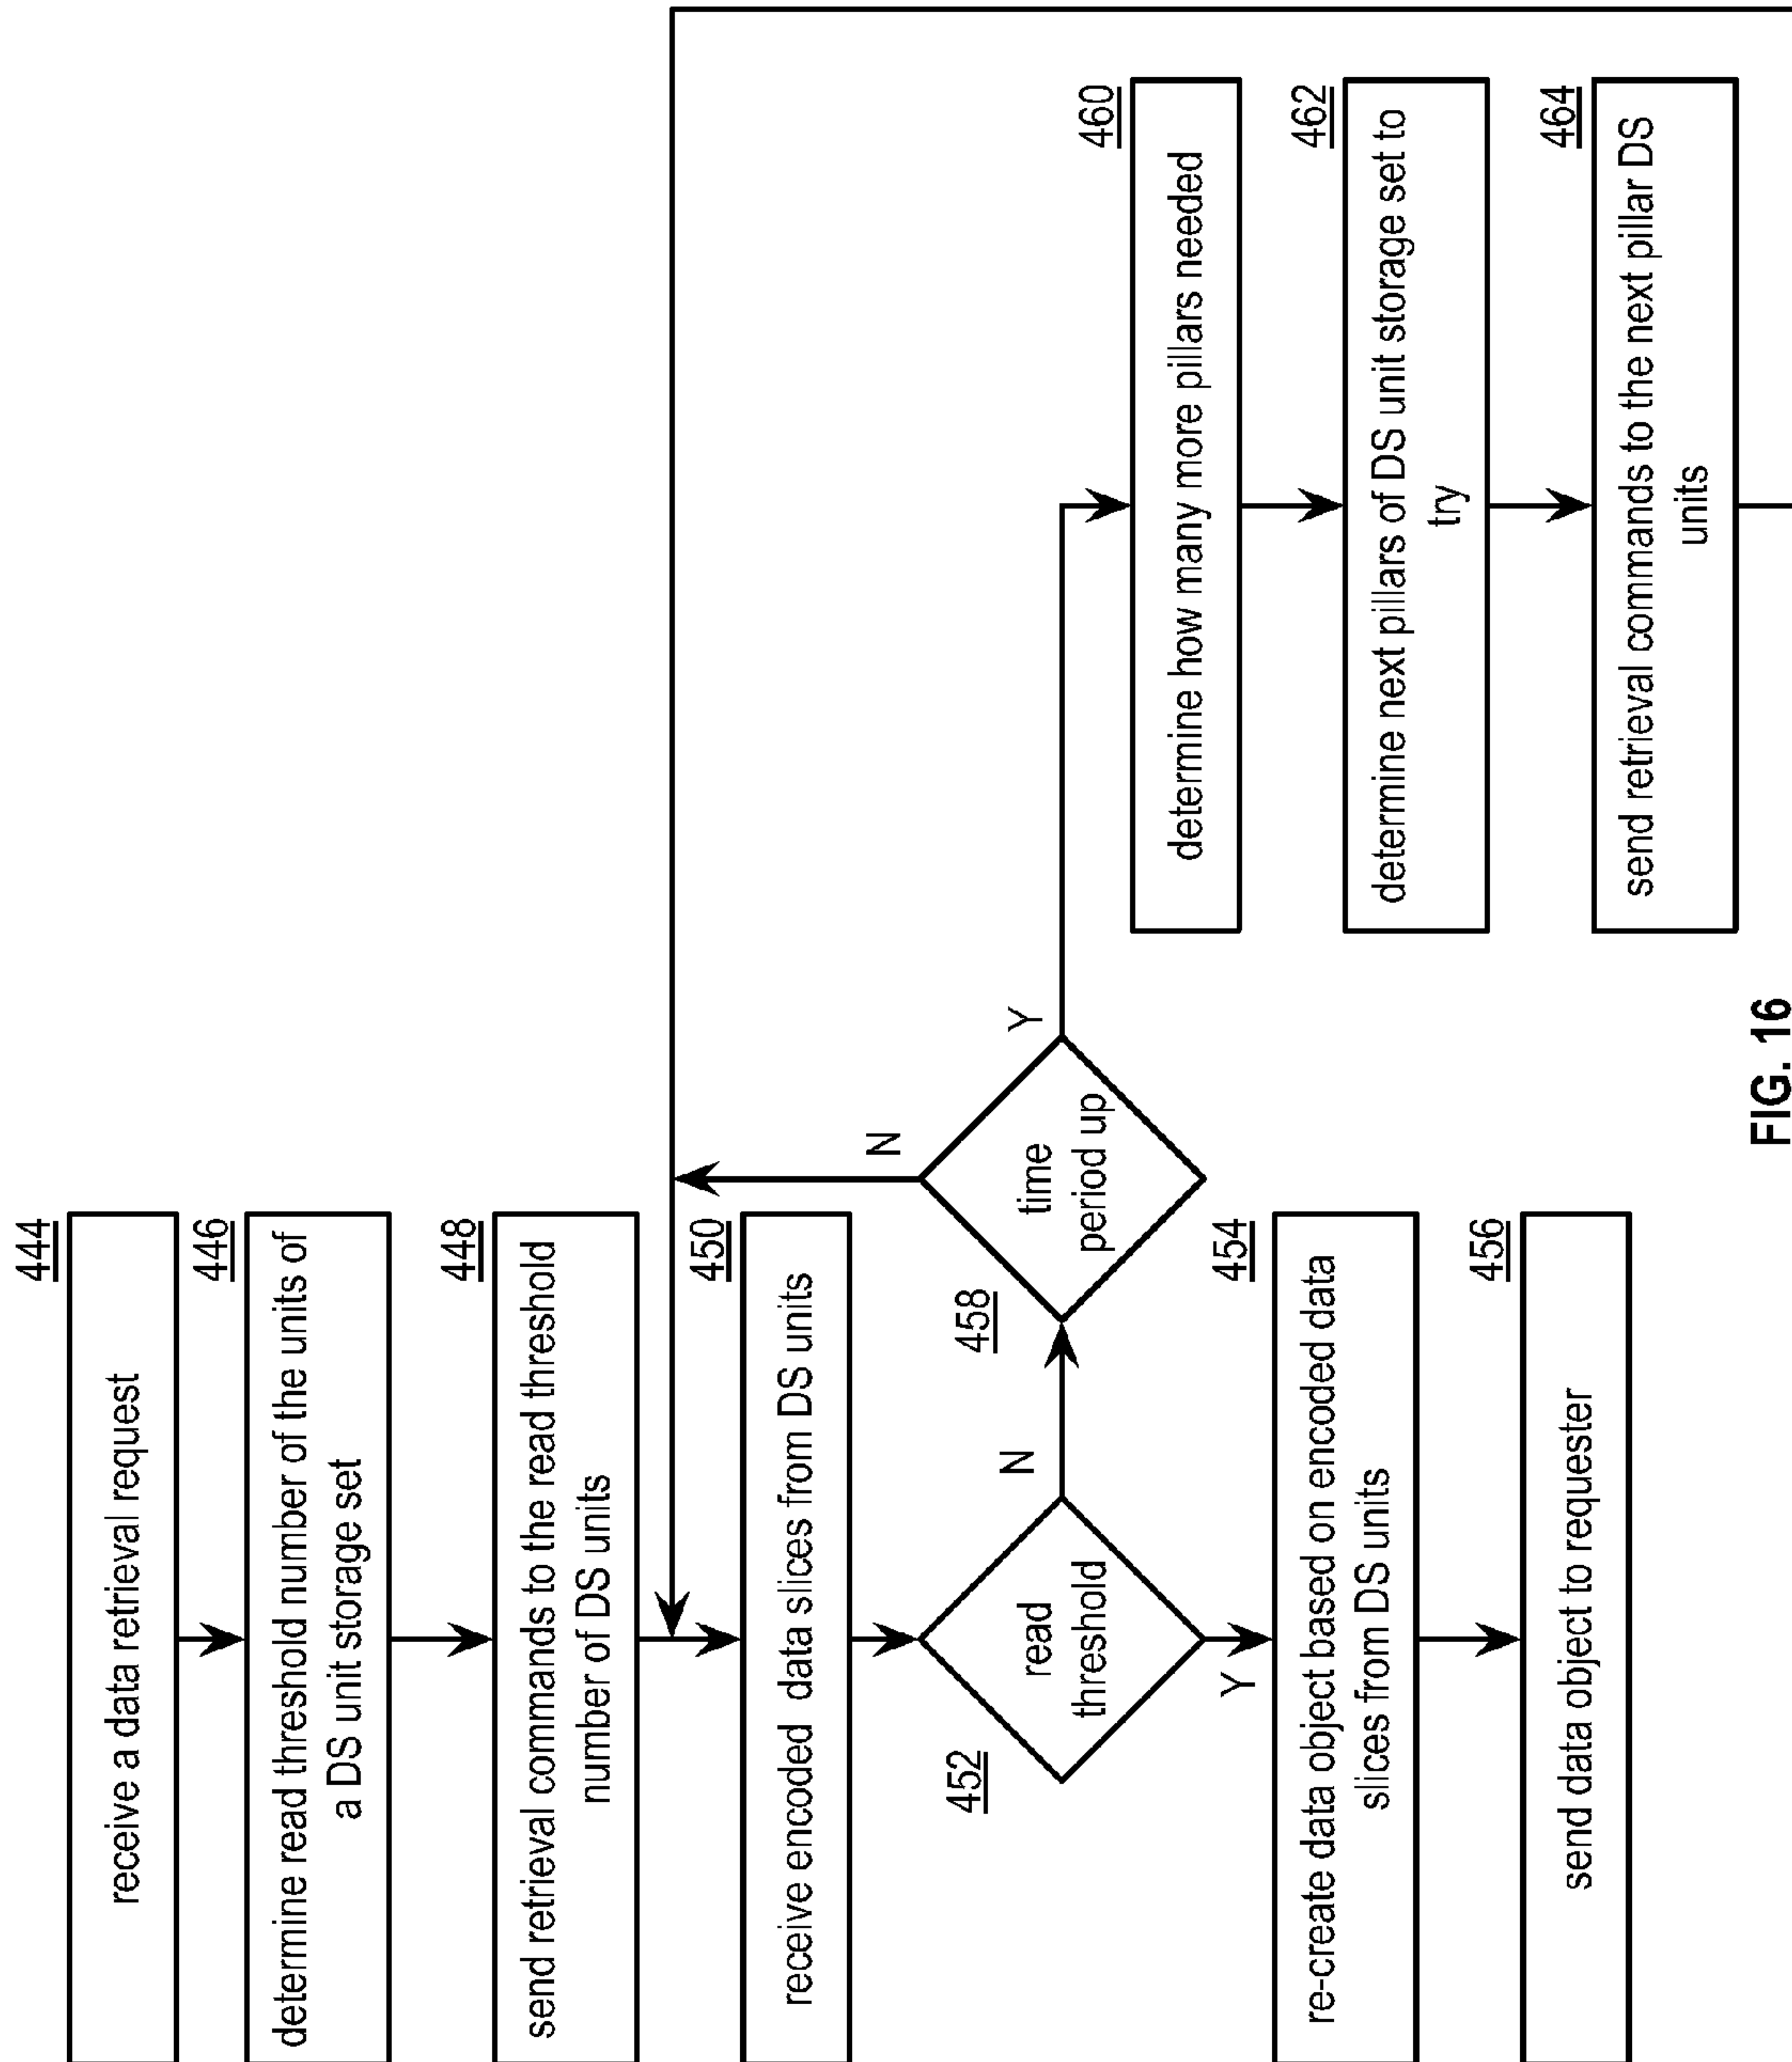 444
receive a data retrieval request
446
determine read threshold number of the units of
a DS unit storage set
448
send retrieval commands to the read threshold
number of DS units
450
receive encoded data slices from DS units
452
read
threshold
N
Y
458
time
period up
N
Y
454
re-create data object based on encoded data
slices from DS units
456
send data object to requester
460
determine how many more pillars needed
462
determine next pillars of DS unit storage set to
try
464
send retrieval commands to the next pillar DS
units
FIG. 16